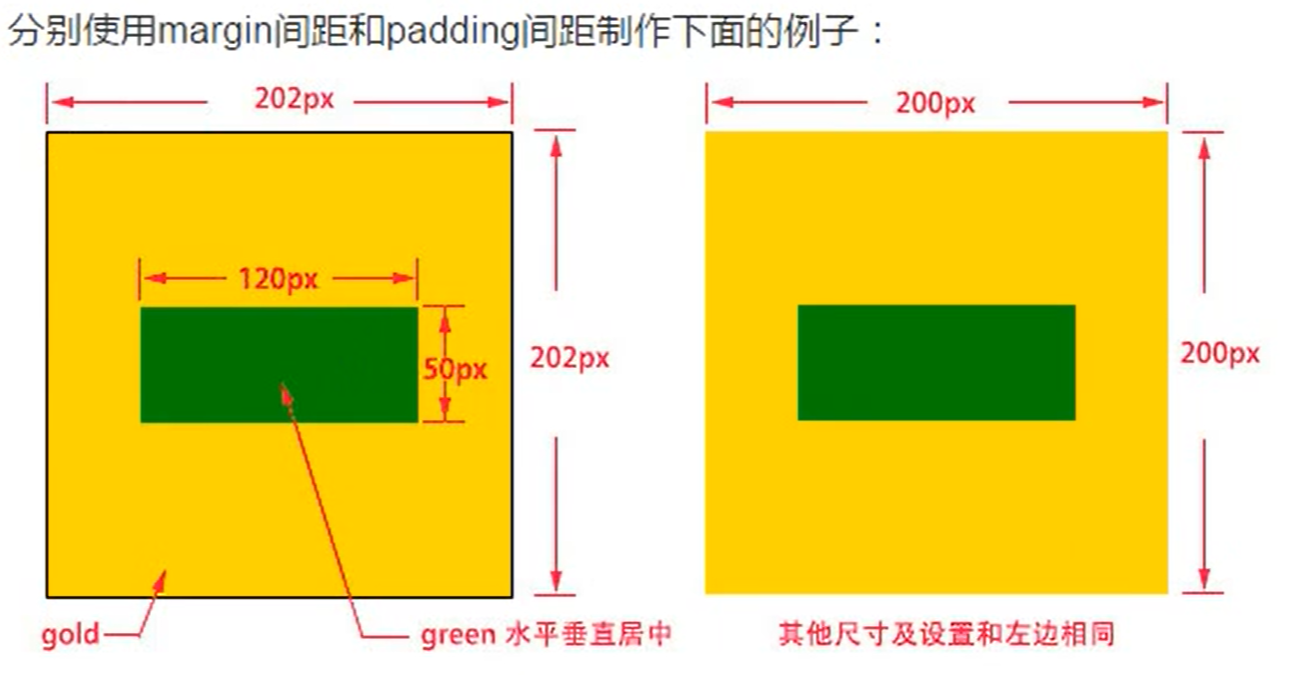 分别使用margin间距和padding间距制作下面的例子：
202px
200px
120px
50px
202px
200px
gold
green 水平垂直居中
其他尺寸及设置和左边相同